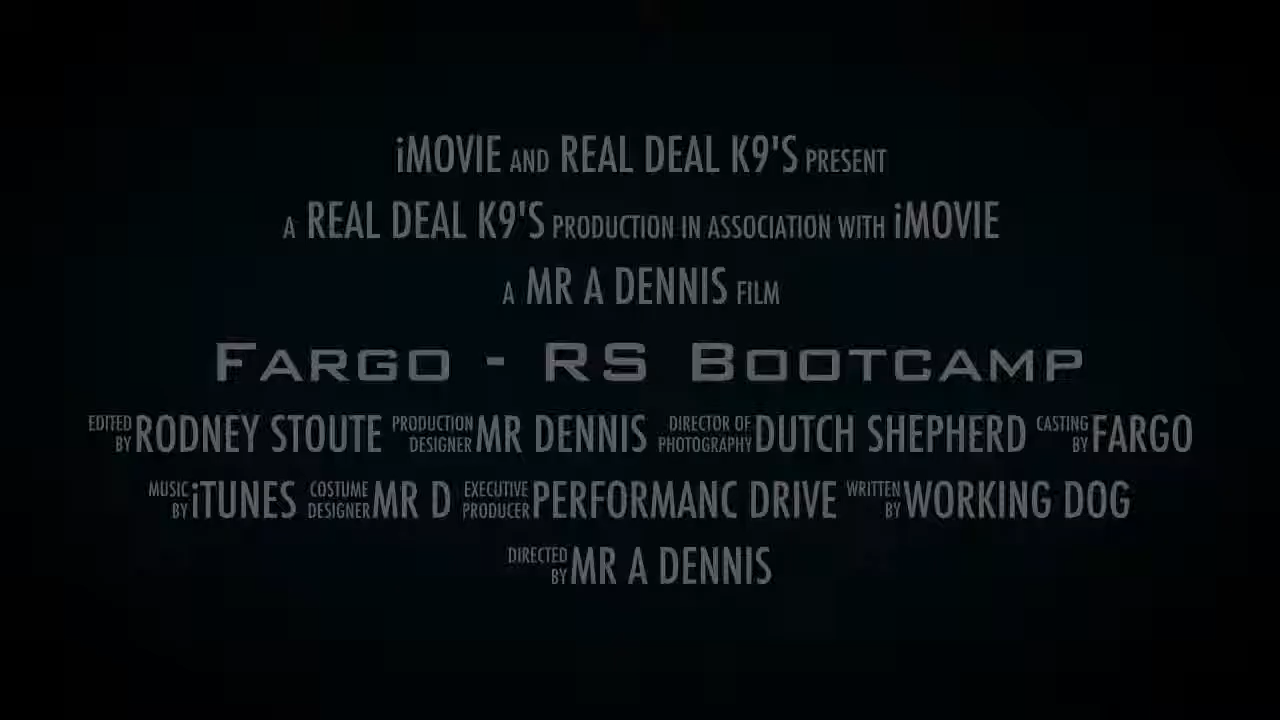 iMOVIE AND REAL DEAL K9'S PRESENT
A REAL DEAL K9'S PRODUCTION IN ASSOCIATION WITH iMOVIE
A MR A DENNIS FILM
FARGO - RS BOOTCAMP
EDITED BY RODNEY STOUTE PRODUCTION DESIGNER MR DENNIS DIRECTOR OF PHOTOGRAPHY DUTCH SHEPHERD CASTING BY FARGO
MUSIC BY iTUNES COSTUME DESIGNER MR D EXECUTIVE PRODUCER PERFORMANC DRIVE WRITTEN BY WORKING DOG
DIRECTED BY MR A DENNIS